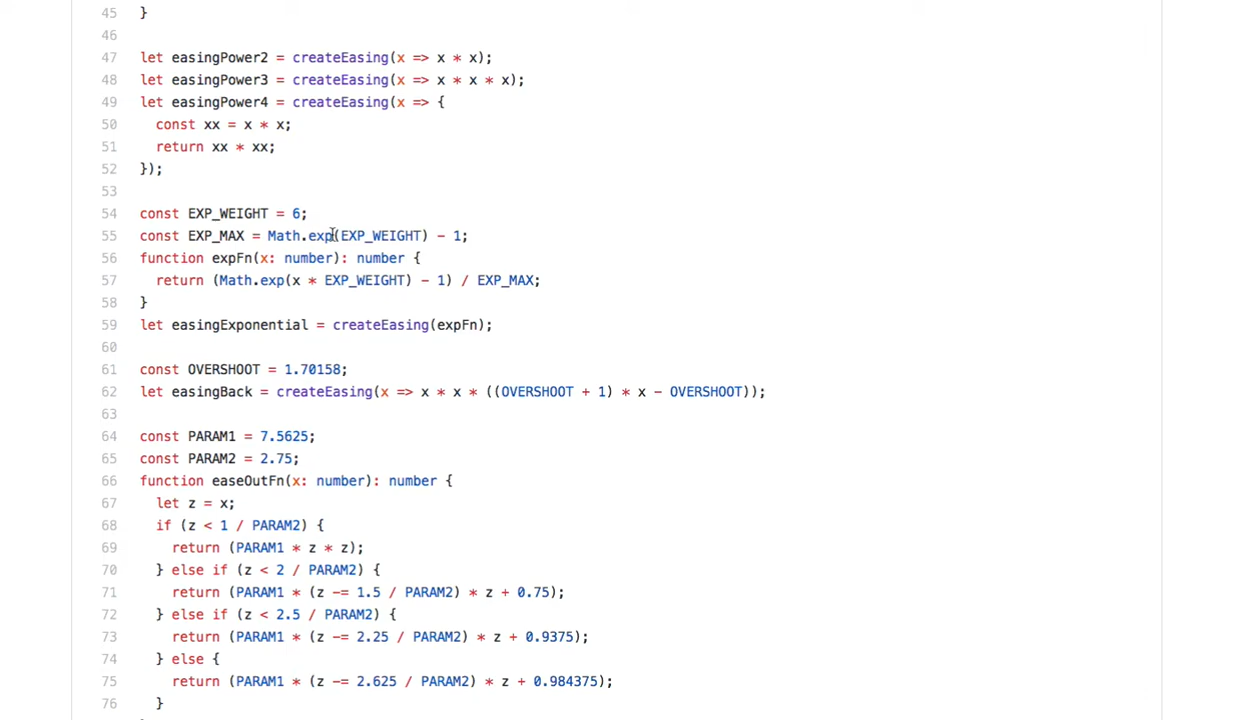 45 }
46
47 let easingPower2 = createEasing(x => x * x);
48 let easingPower3 = createEasing(x => x * x * x);
49 let easingPower4 = createEasing(x => {
50 const xx = x * x;
51 return xx * xx;
52 });
53
54 const EXP_WEIGHT = 6;
55 const EXP_MAX = Math.exp(EXP_WEIGHT) - 1;
56 function expFn(x: number): number {
57 return (Math.exp(x * EXP_WEIGHT) - 1) / EXP_MAX;
58 }
59 let easingExponential = createEasing(expFn);
60
61 const OVERSHOOT = 1.70158;
62 let easingBack = createEasing(x => x * x * ((OVERSHOOT + 1) * x - OVERSHOOT));
63
64 const PARAM1 = 7.5625;
65 const PARAM2 = 2.75;
66 function easeOutFn(x: number): number {
67 let z = x;
68 if (z < 1 / PARAM2) {
69 return (PARAM1 * z * z);
70 } else if (z < 2 / PARAM2) {
71 return (PARAM1 * (z -= 1.5 / PARAM2) * z + 0.75);
72 } else if (z < 2.5 / PARAM2) {
73 return (PARAM1 * (z -= 2.25 / PARAM2) * z + 0.9375);
74 } else {
75 return (PARAM1 * (z -= 2.625 / PARAM2) * z + 0.984375);
76 }